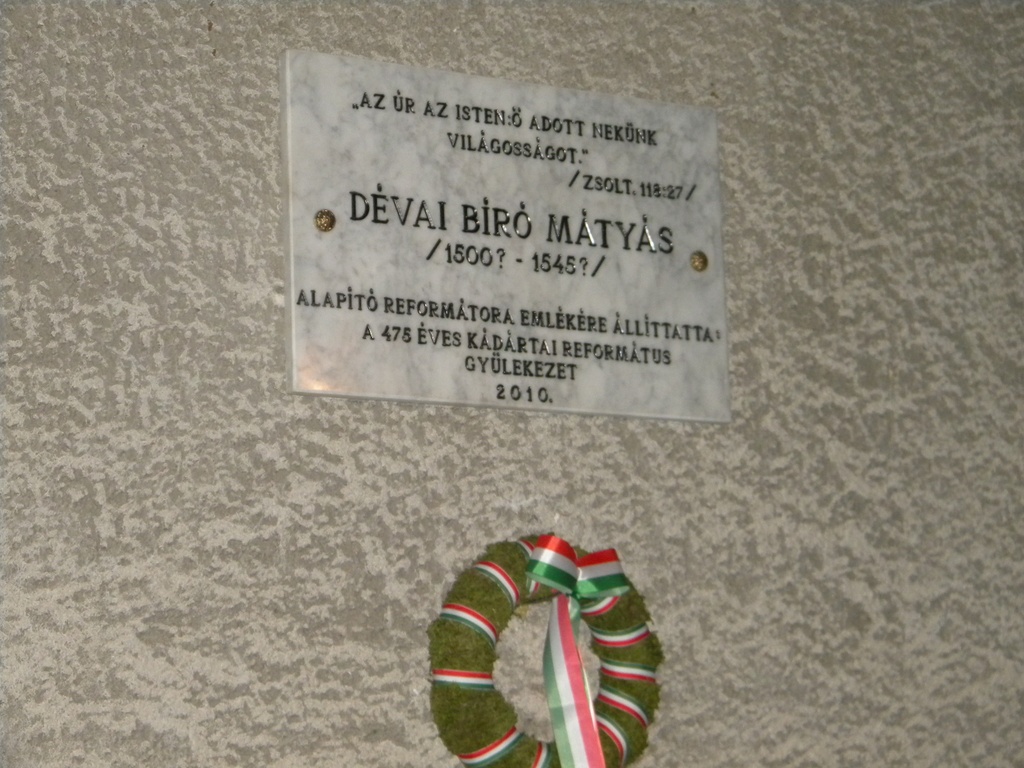 „AZ ÚR AZ ISTEN:Ő ADOTT NEKÜNK
VILÁGOSSÁGOT."
/ZSOLT. 118:27/
DÉVAI BÍRÓ MÁTYÁS
/1500? - 1545?/
ALAPÍTÓ REFORMÁTORA EMLÉKÉRE ÁLLÍTTATTA:
A 475 ÉVES KÁDÁRTAI REFORMÁTUS
GYÜLEKEZET
2010.